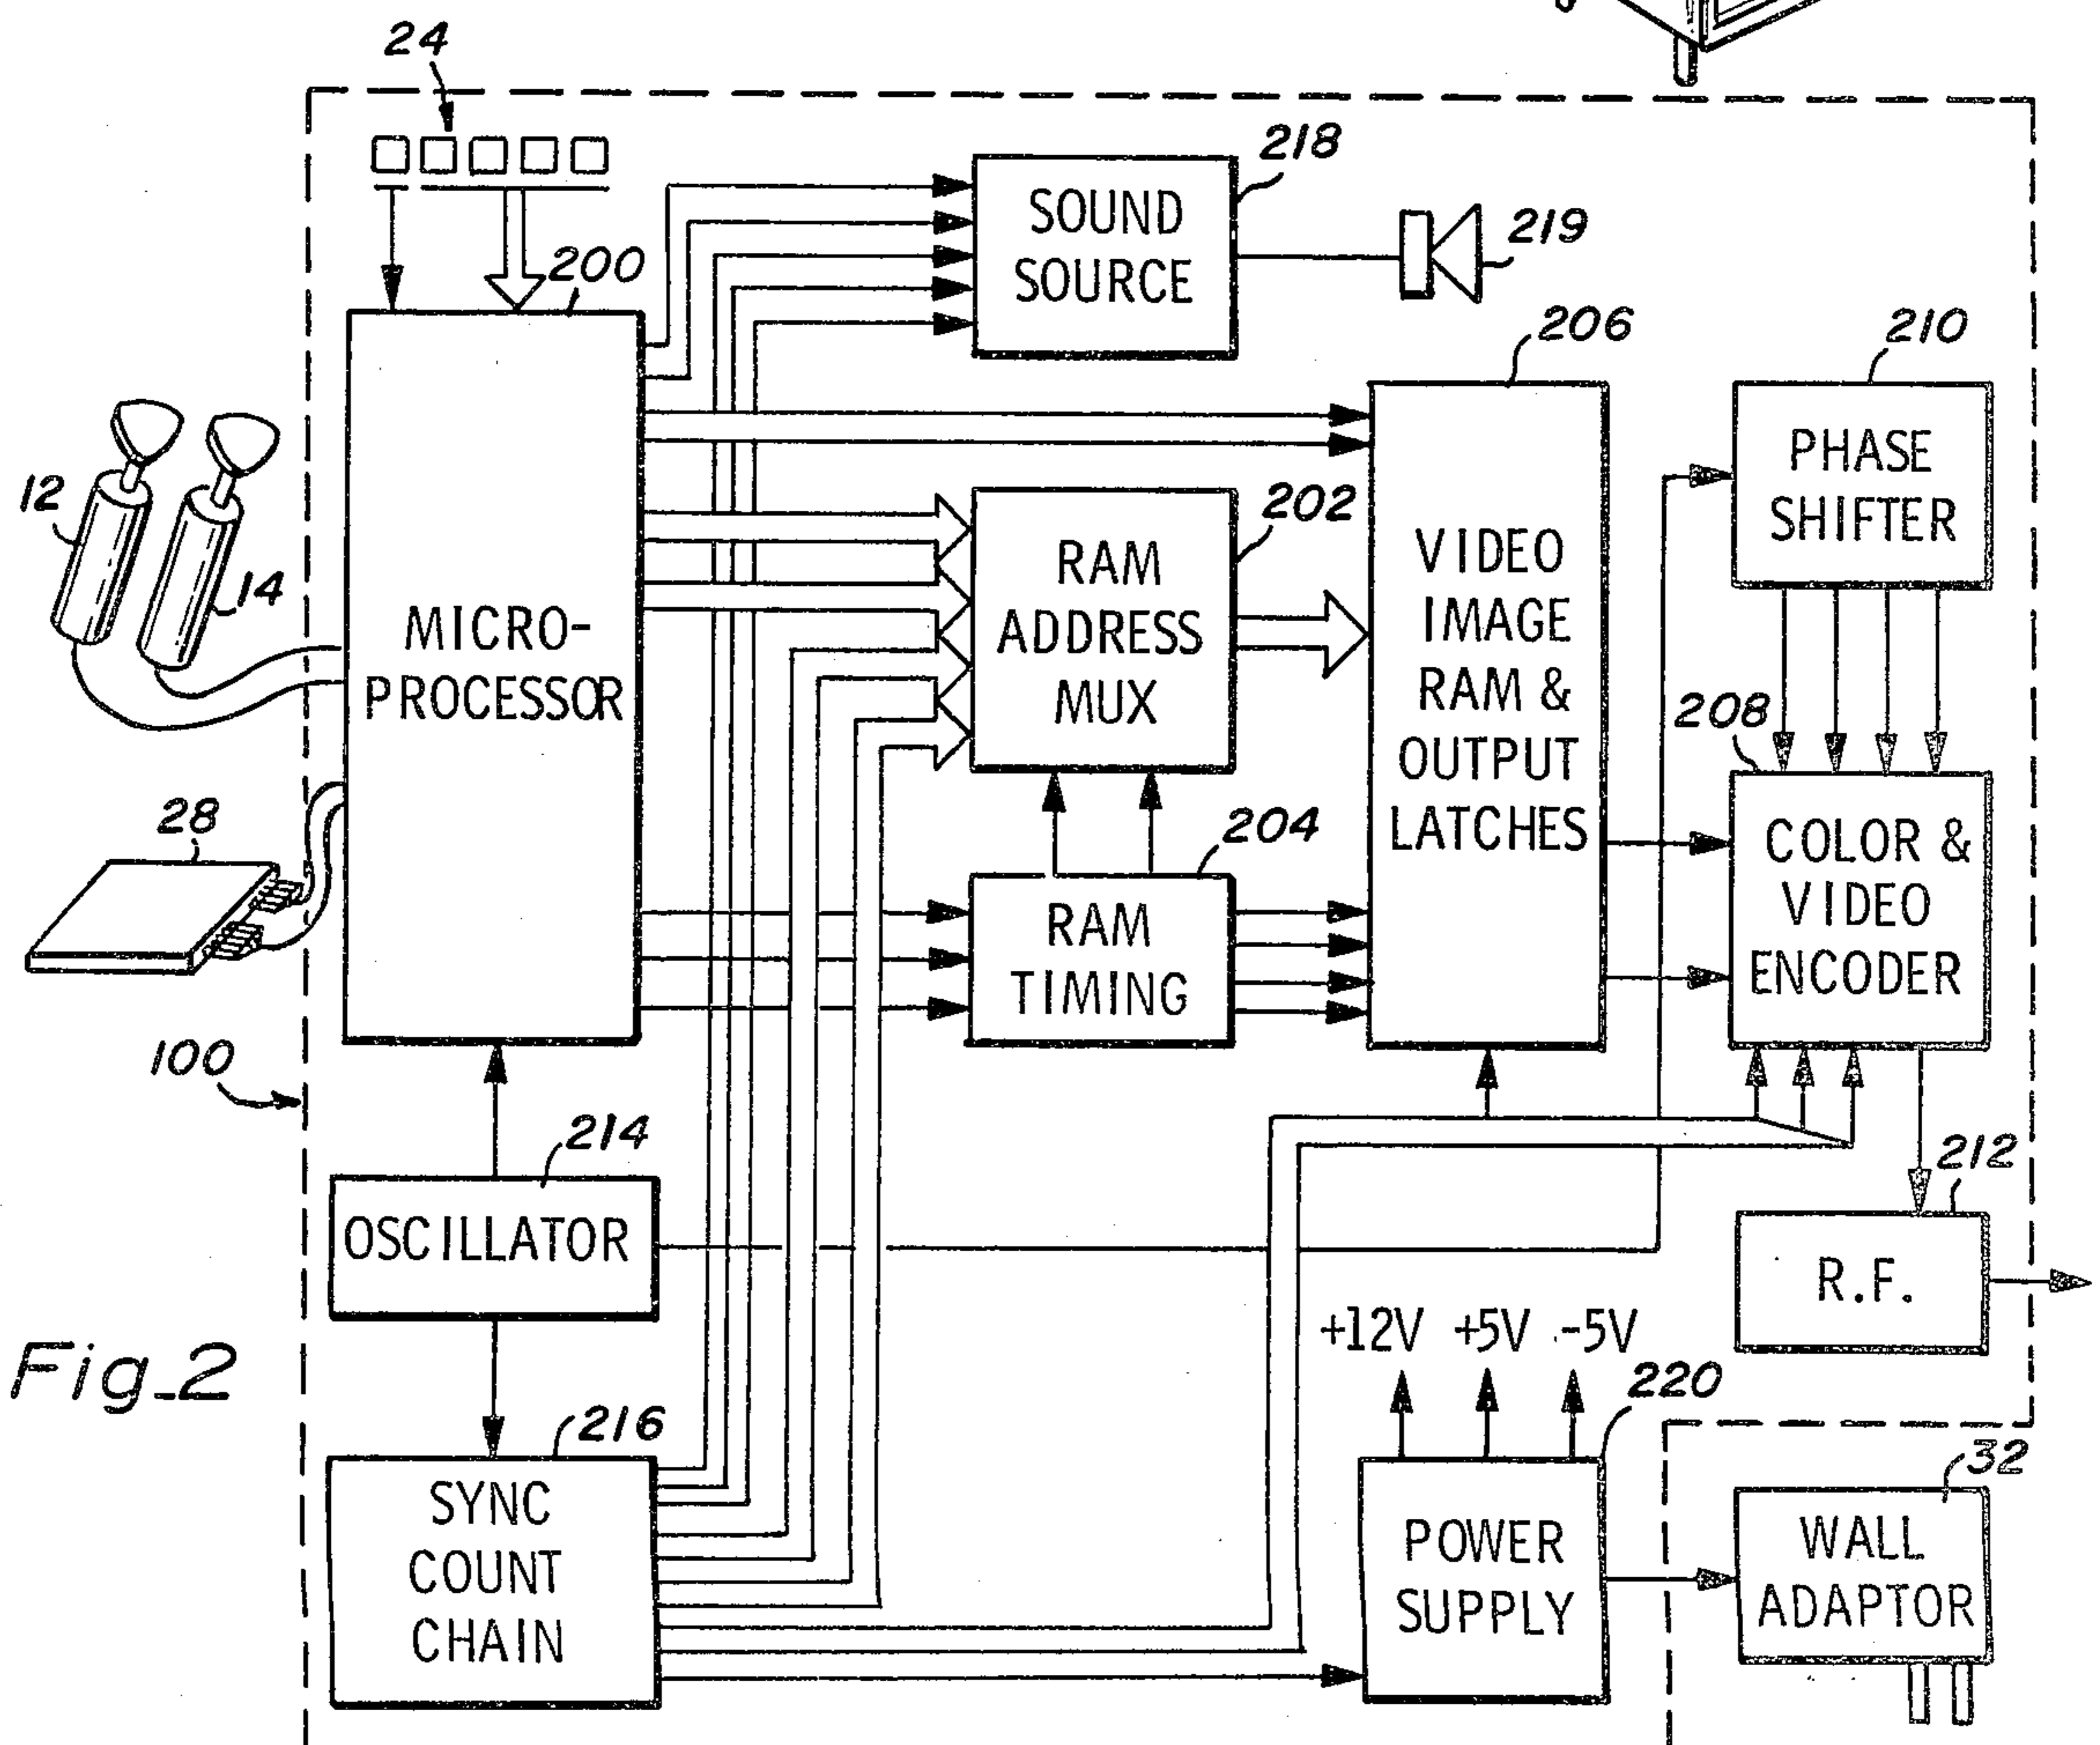 24
218
SOUND
SOURCE
219
200
206
210
12
14
MICRO-
PROCESSOR
202
RAM
ADDRESS
MUX
VIDEO
IMAGE
RAM &
OUTPUT
LATCHES
PHASE
SHIFTER
208
COLOR &
VIDEO
ENCODER
28
204
RAM
TIMING
100
214
OSCILLATOR
212
R.F.
+12V +5V -5V
Fig_2
216
SYNC
COUNT
CHAIN
220
POWER
SUPPLY
32
WALL
ADAPTOR